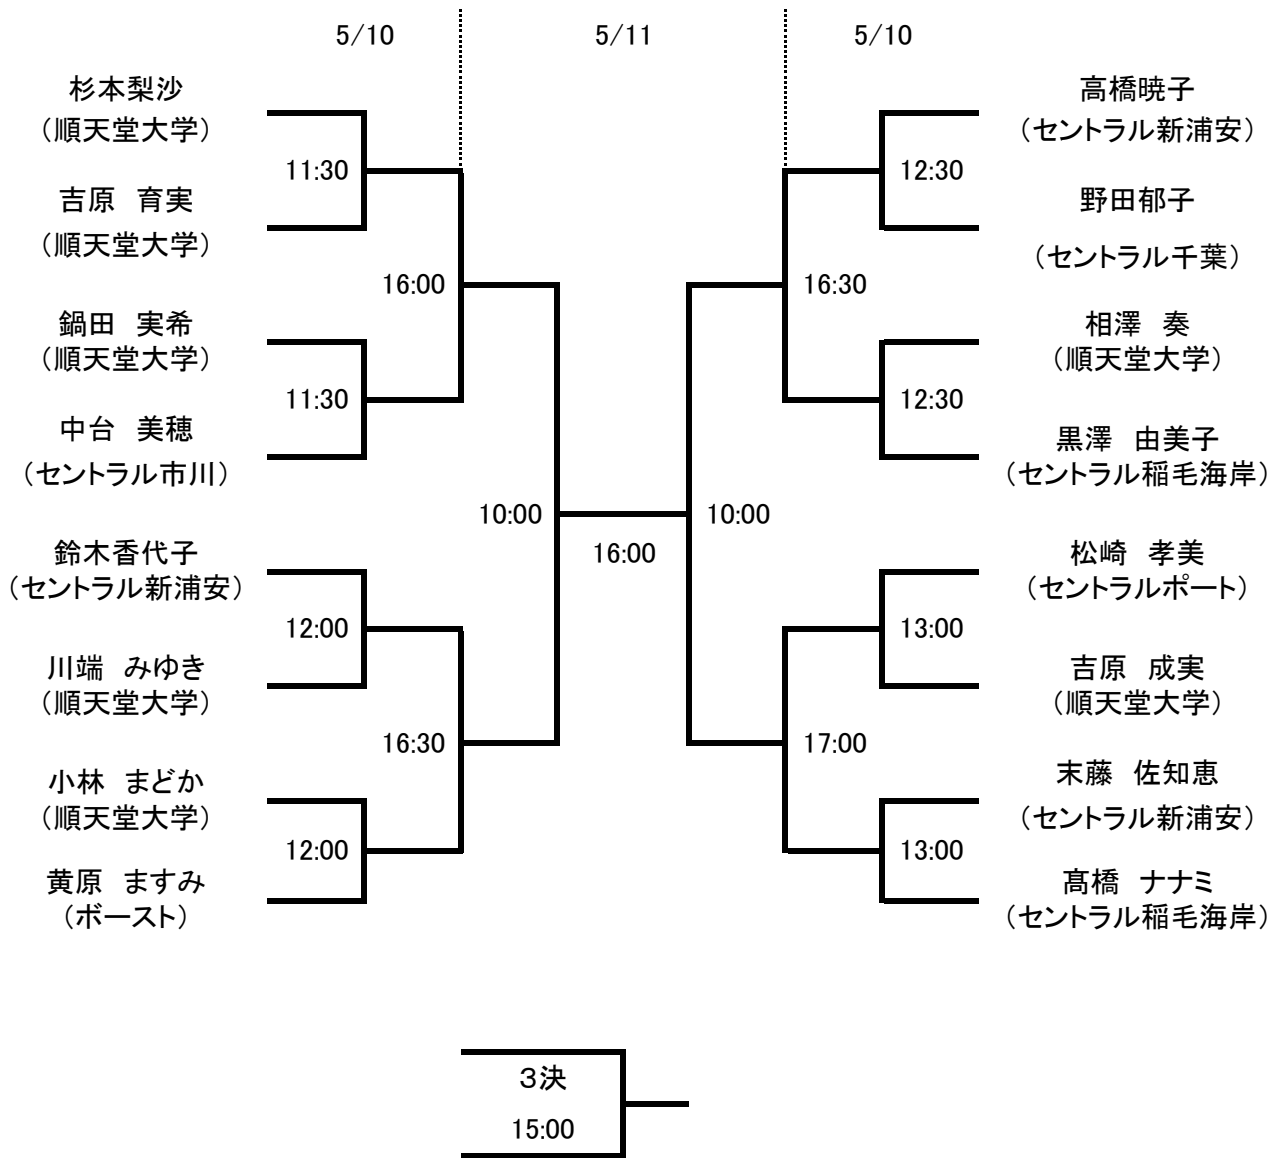 5/10
5/11
5/10
杉本梨沙
（順天堂大学）
11:30
吉原　育実
（順天堂大学）
16:00
鍋田　実希
（順天堂大学）
11:30
中台　美穂
（セントラル市川）
10:00
鈴木香代子
（セントラル新浦安）
12:00
川端　みゆき
（順天堂大学）
16:30
小林　まどか
（順天堂大学）
12:00
黄原　ますみ
（ボースト）
16:00
高橋暁子
（セントラル新浦安）
12:30
野田郁子
（セントラル千葉）
16:30
相澤　奏
（順天堂大学）
12:30
黒澤　由美子
（セントラル稲毛海岸）
10:00
松崎　孝美
（セントラルポート）
13:00
吉原　成実
（順天堂大学）
17:00
末藤　佐知恵
（セントラル新浦安）
13:00
髙橋　ナナミ
（セントラル稲毛海岸）
３決
15:00